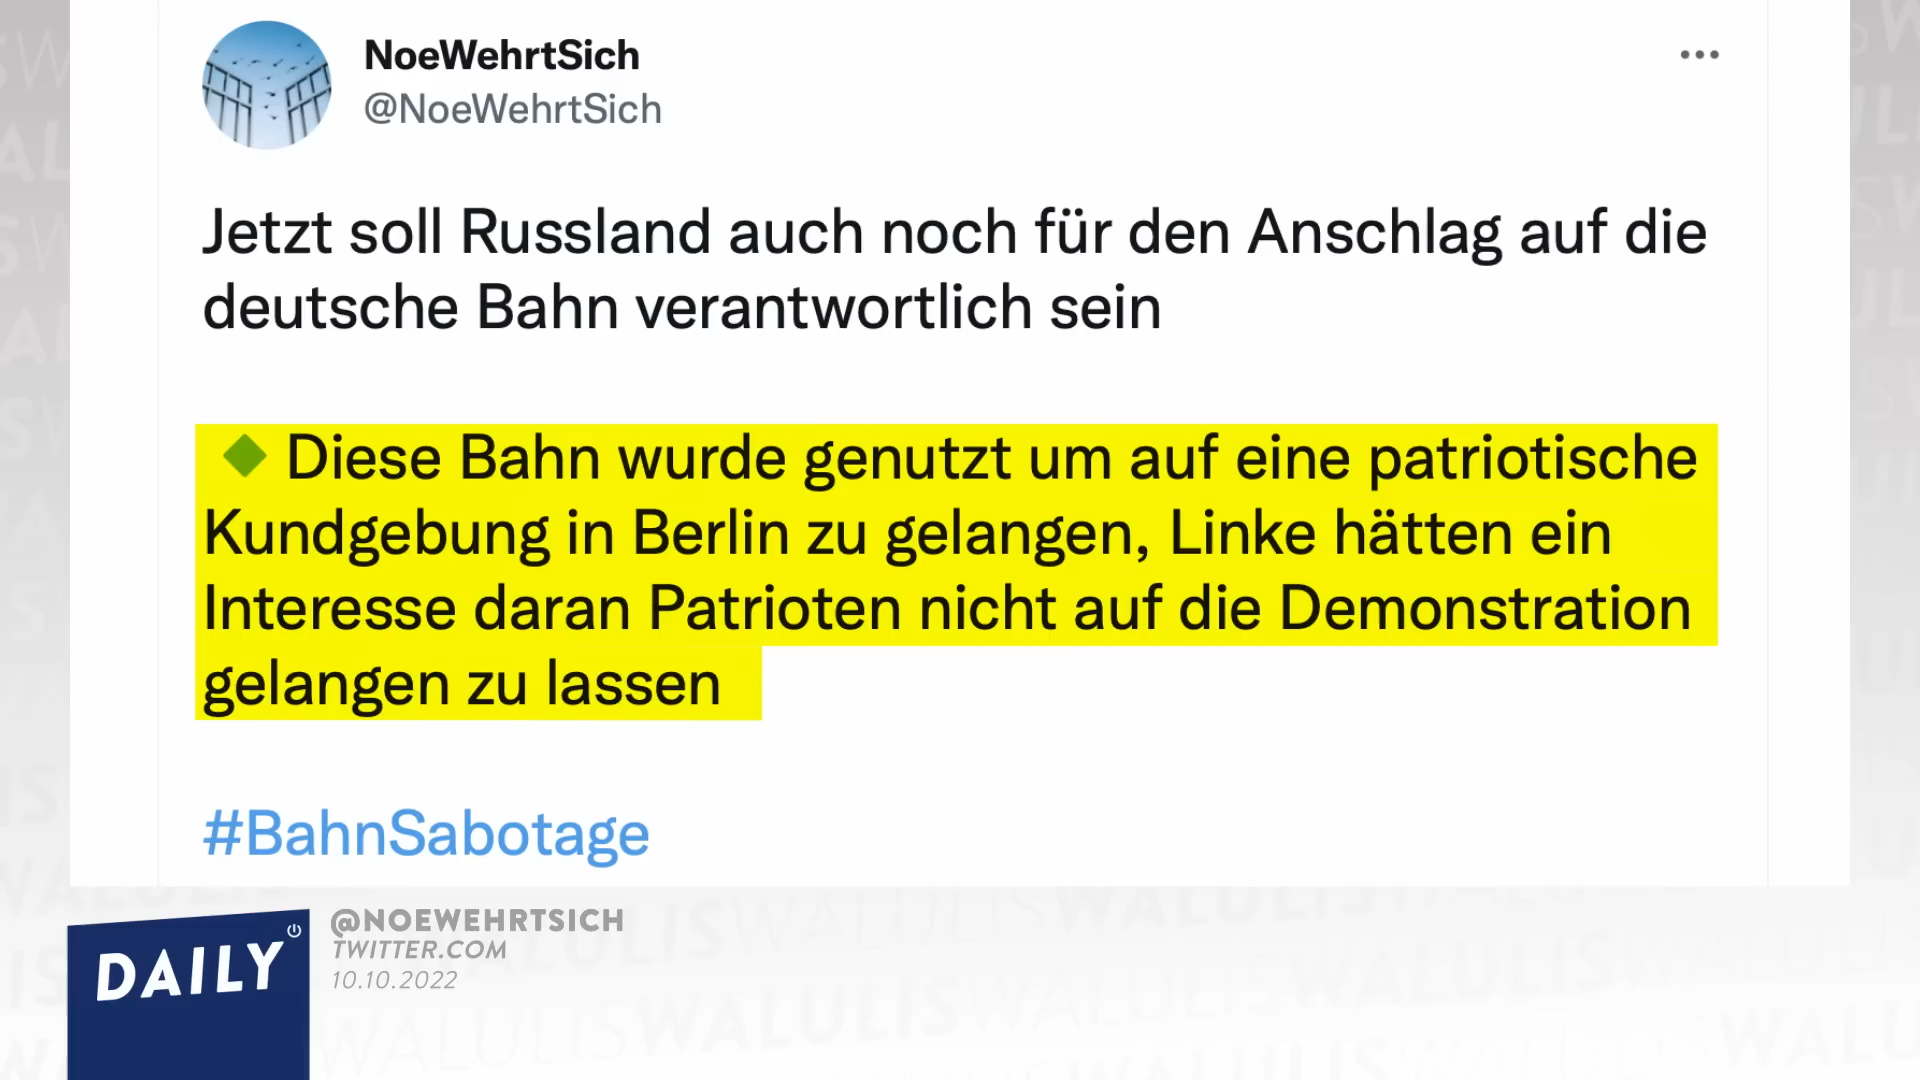 NoeWehrtSich
@NoeWehrtSich
Jetzt soll Russland auch noch für den Anschlag auf die
deutsche Bahn verantwortlich sein
Diese Bahn wurde genutzt um auf eine patriotische
Kundgebung in Berlin zu gelangen, Linke hätten ein
Interesse daran Patrioten nicht auf die Demonstration
gelangen zu lassen
#BahnSabotage
DAILY
@NOEWEHRTSICH
TWITTER.COM
10.10.2022